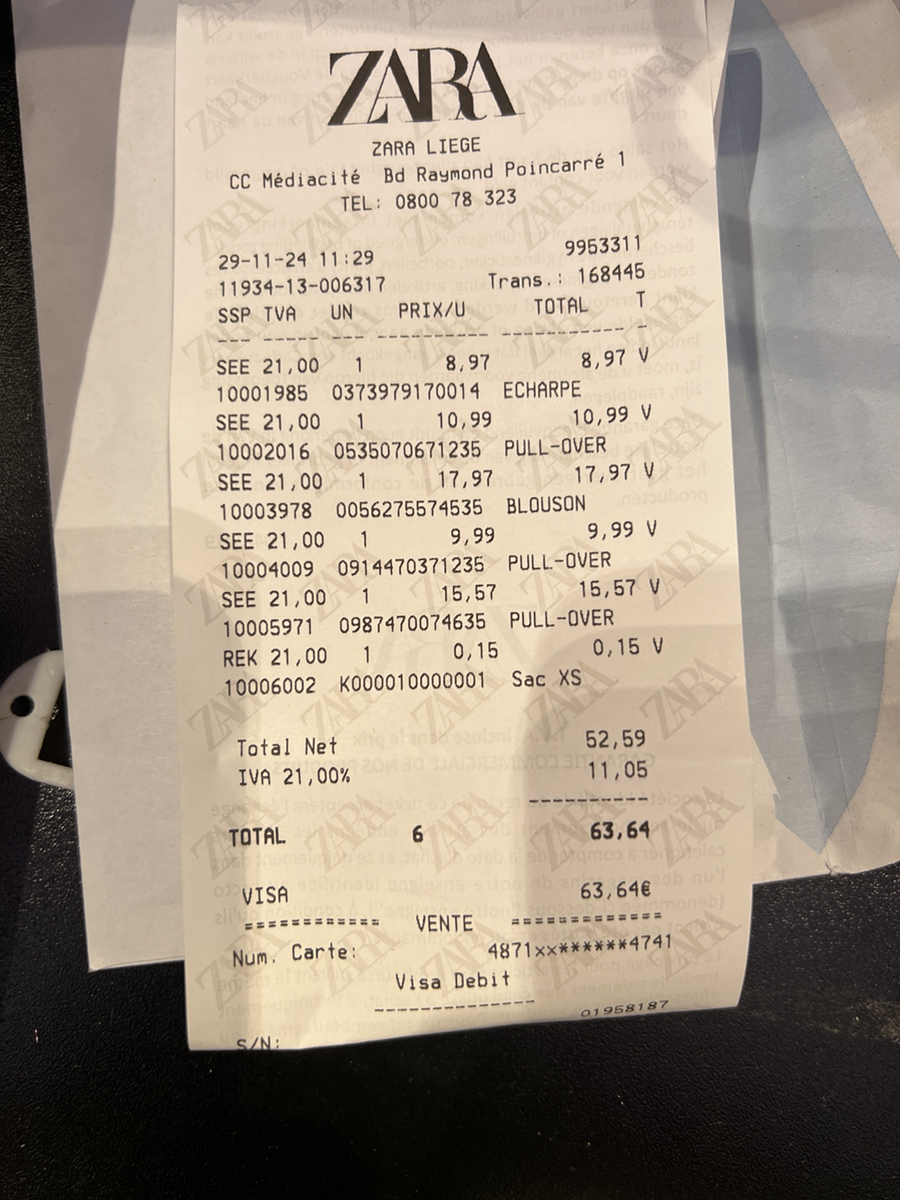 ZARA
ZARA LIEGE
CC Médiacité Bd Raymond Poincarré 1
TEL: 0800 78 323
29-11-24 11:29 9953311
11934-13-006317 Trans.: 168445
SSP TVA UN PRIX/U TOTAL T
--- ----- --- ---------- ----------- -
SEE 21,00 1 8,97 8,97 V
10001985 0373979170014 ECHARPE
SEE 21,00 1 10,99 10,99 V
10002016 0535070671235 PULL-OVER
SEE 21,00 1 17,97 17,97 V
10003978 0056275574535 BLOUSON
SEE 21,00 1 9,99 9,99 V
10004009 0914470371235 PULL-OVER
SEE 21,00 1 15,57 15,57 V
10005971 0987470074635 PULL-OVER
REK 21,00 1 0,15 0,15 V
10006002 K000010000001 Sac XS
Total Net 52,59
IVA 21,00% 11,05
-----------
TOTAL 6 63,64
VISA 63,64€
============ VENTE =============
Num. Carte: 4871xx******4741
Visa Debit
--------------
01958187
S/N: